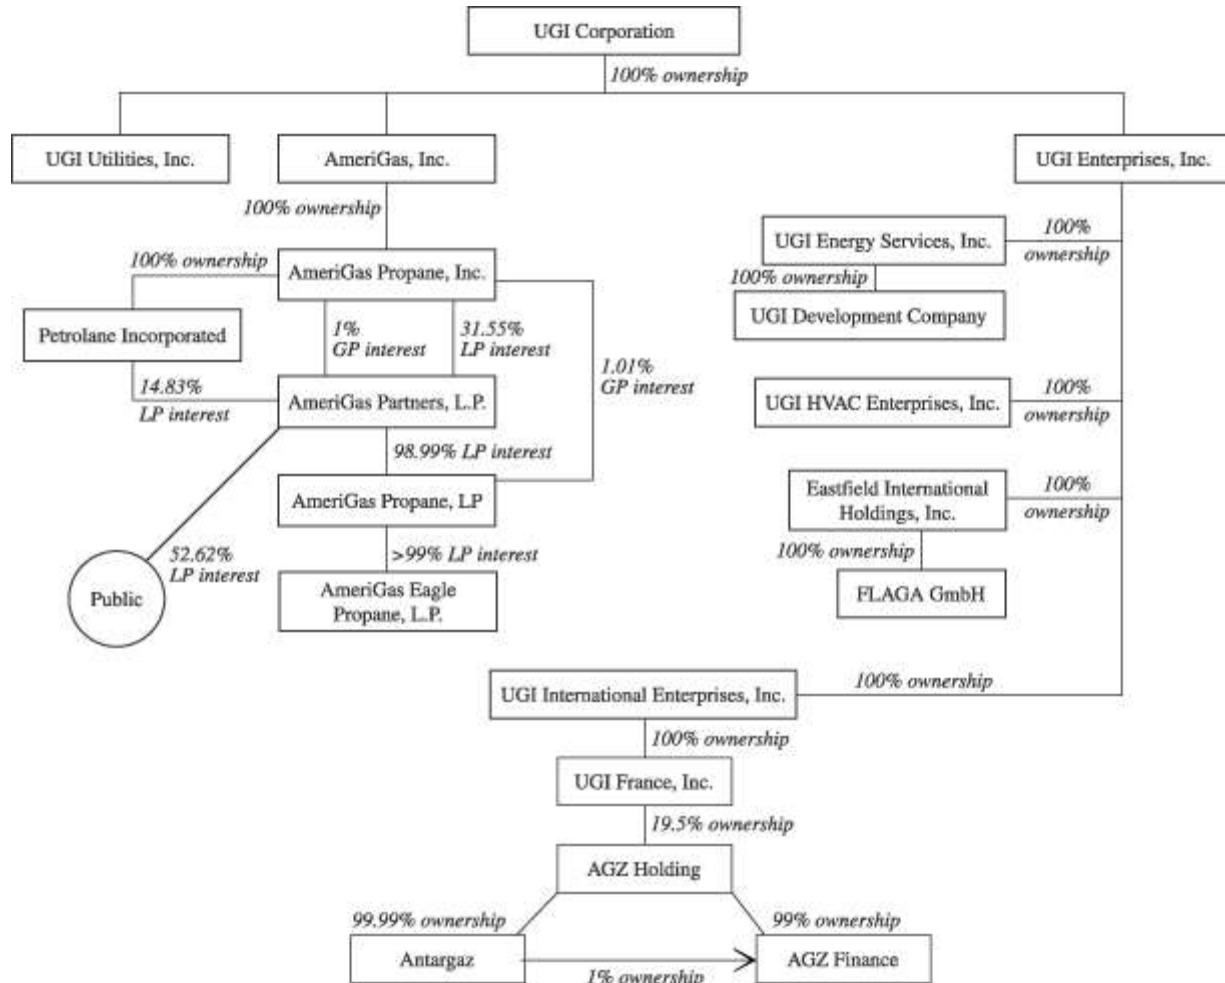 UGI Corporation
100% ownership
UGI Utilities, Inc.
AmeriGas, Inc.
UGI Enterprises, Inc.
100% ownership
UGI Energy Services, Inc.
100%
ownership
100% ownership
AmeriGas Propane, Inc.
100% ownership
UGI Development Company
Petrolane Incorporated
1%
GP interest
31.55%
LP interest
1.01%
GP interest
14.83%
LP interest
AmeriGas Partners, L.P.
UGI HVAC Enterprises, Inc.
100%
ownership
98.99% LP interest
AmeriGas Propane, LP
Eastfield International
Holdings, Inc.
100%
ownership
52.62%
LP interest
>99% LP interest
100% ownership
Public
AmeriGas Eagle
Propane, L.P.
FLAGA GmbH
UGI International Enterprises, Inc.
100% ownership
100% ownership
UGI France, Inc.
19.5% ownership
AGZ Holding
99.99% ownership
99% ownership
Antargaz
1% ownership
AGZ Finance